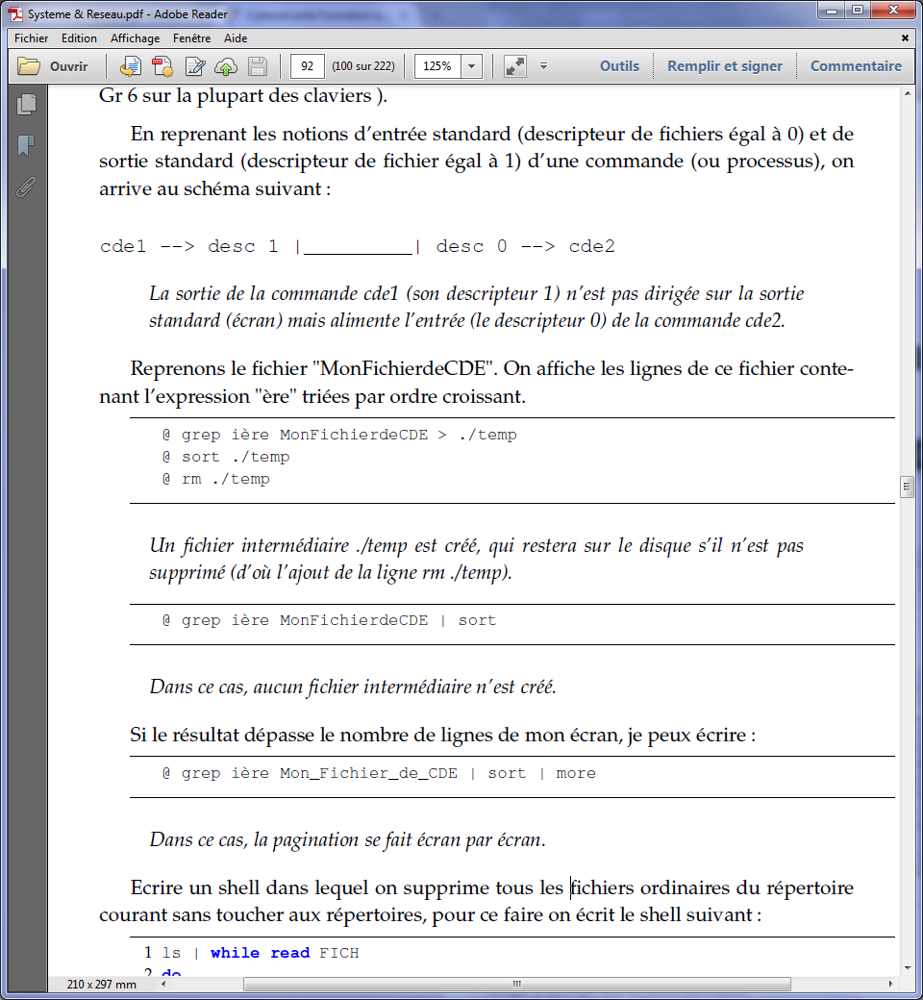 Systeme & Reseau.pdf - Adobe Reader
Fichier Edition Affichage Fenêtre Aide
Ouvrir 92 (100 sur 222) 125% Outils Remplir et signer Commentaire
Gr 6 sur la plupart des claviers ).
En reprenant les notions d'entrée standard (descripteur de fichiers égal à 0) et de
sortie standard (descripteur de fichier égal à 1) d'une commande (ou processus), on
arrive au schéma suivant :
cde1 --> desc 1 |__________| desc 0 --> cde2
La sortie de la commande cde1 (son descripteur 1) n'est pas dirigée sur la sortie
standard (écran) mais alimente l'entrée (le descripteur 0) de la commande cde2.
Reprenons le fichier "MonFichierdeCDE". On affiche les lignes de ce fichier conte-
nant l'expression "ère" triées par ordre croissant.
@ grep ière MonFichierdeCDE > ./temp
@ sort ./temp
@ rm ./temp
Un fichier intermédiaire ./temp est créé, qui restera sur le disque s'il n'est pas
supprimé (d'où l'ajout de la ligne rm ./temp).
@ grep ière MonFichierdeCDE | sort
Dans ce cas, aucun fichier intermédiaire n'est créé.
Si le résultat dépasse le nombre de lignes de mon écran, je peux écrire :
@ grep ière Mon_Fichier_de_CDE | sort | more
Dans ce cas, la pagination se fait écran par écran.
Ecrire un shell dans lequel on supprime tous les fichiers ordinaires du répertoire
courant sans toucher aux répertoires, pour ce faire on écrit le shell suivant :
1 ls | while read FICH
2 do
210 x 297 mm